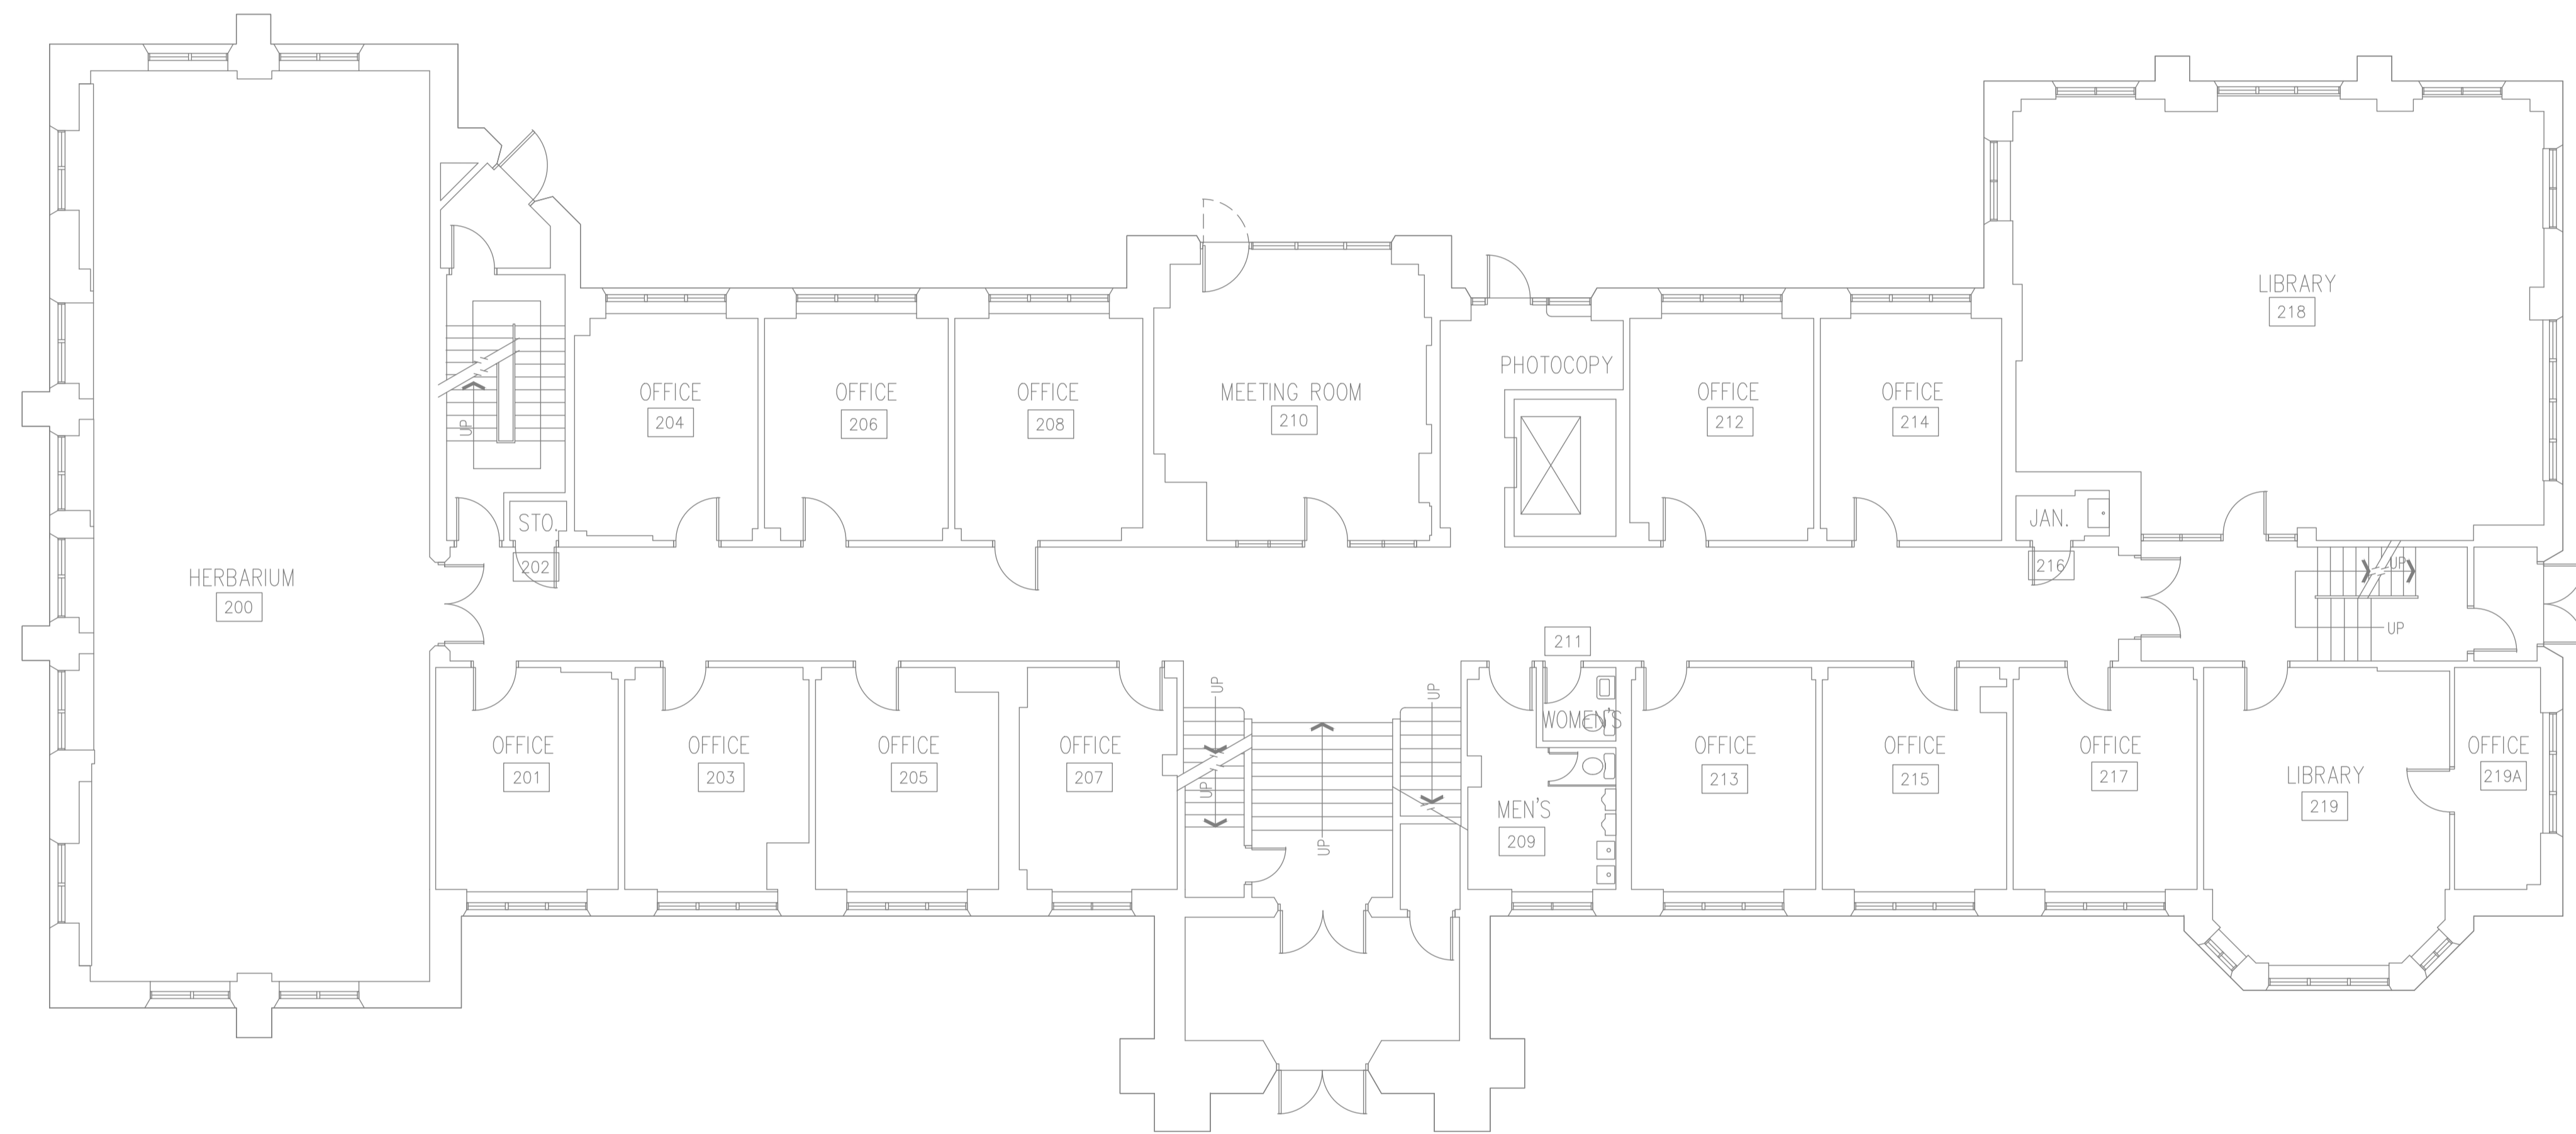 LIBRARY
218
PHOTOCOPY
OFFICE
204
OFFICE
206
OFFICE
208
MEETING ROOM
210
OFFICE
212
OFFICE
214
UP
STO.
202
JAN.
216
HERBARIUM
200
UP
UP
211
UP
UP
WOMEN'S
OFFICE
201
OFFICE
203
OFFICE
205
OFFICE
207
UP
UP
MEN'S
209
OFFICE
213
OFFICE
215
OFFICE
217
LIBRARY
219
OFFICE
219A